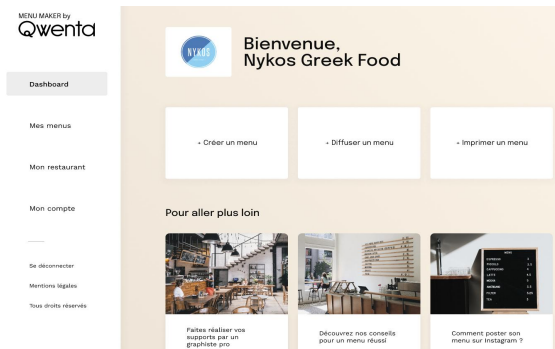 MENU MAKER by
Qwenta
Dashboard
Mes menus
Mon restaurant
Mon compte
Se déconnecter
Mentions légales
Tous droits réservés
NYKOS
Bienvenue,
Nykos Greek Food
+ Créer un menu
+ Diffuser un menu
+ Imprimer un menu
Pour aller plus loin
Faites réaliser vos
supports par un
graphiste pro
Découvrez nos conseils
pour un menu réussi
MENU
Comment poster son
menu sur Instagram ?